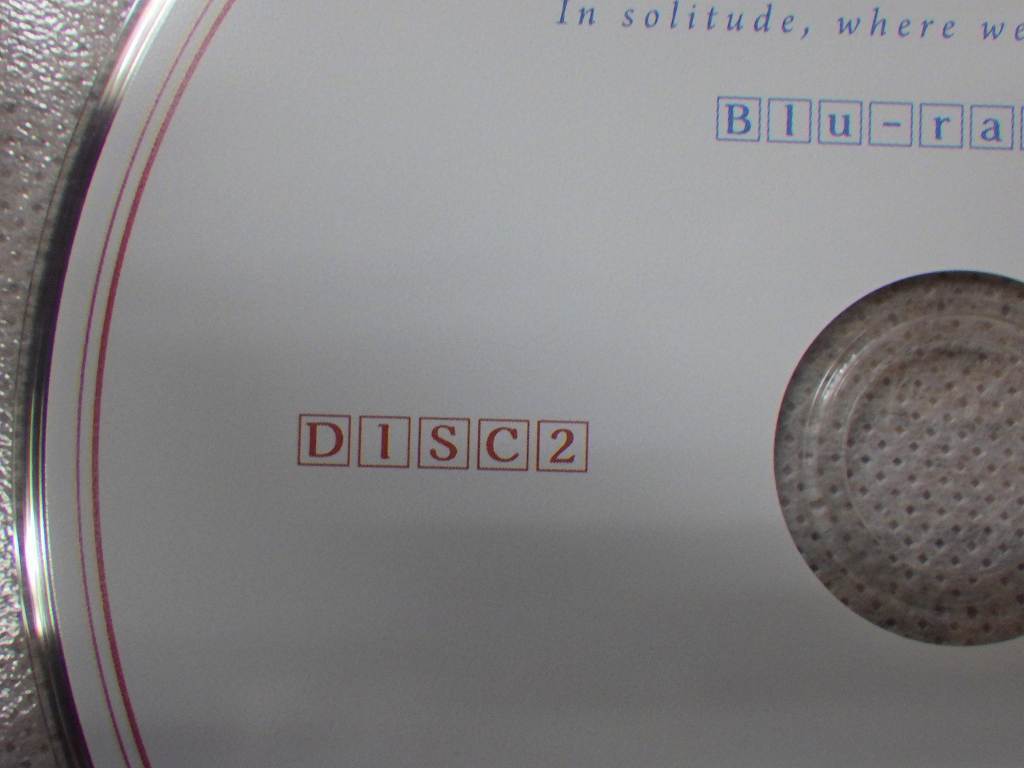 In solitude, where we
Blu-ra
DISC2